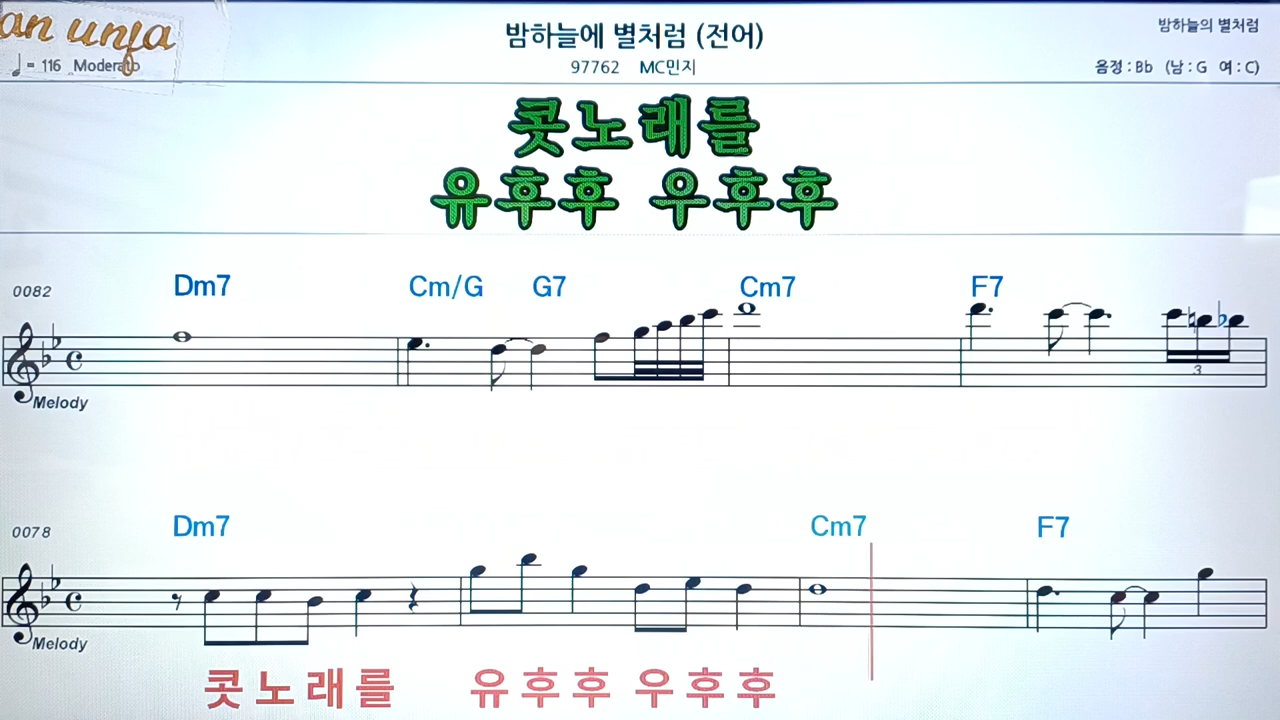 an unfa
밤하늘에 별처럼 (전어)
밤하늘의 별처럼
= 116 Moderato
97762 MC민지
음정 : Bb (남 : G 여 : C)
콧노래를
유후후 우후후
0082 Dm7 Cm/G G7 Cm7 F7
3
Melody
0078 Dm7 Cm7 F7
Melody
콧노래를 유후후 우후후